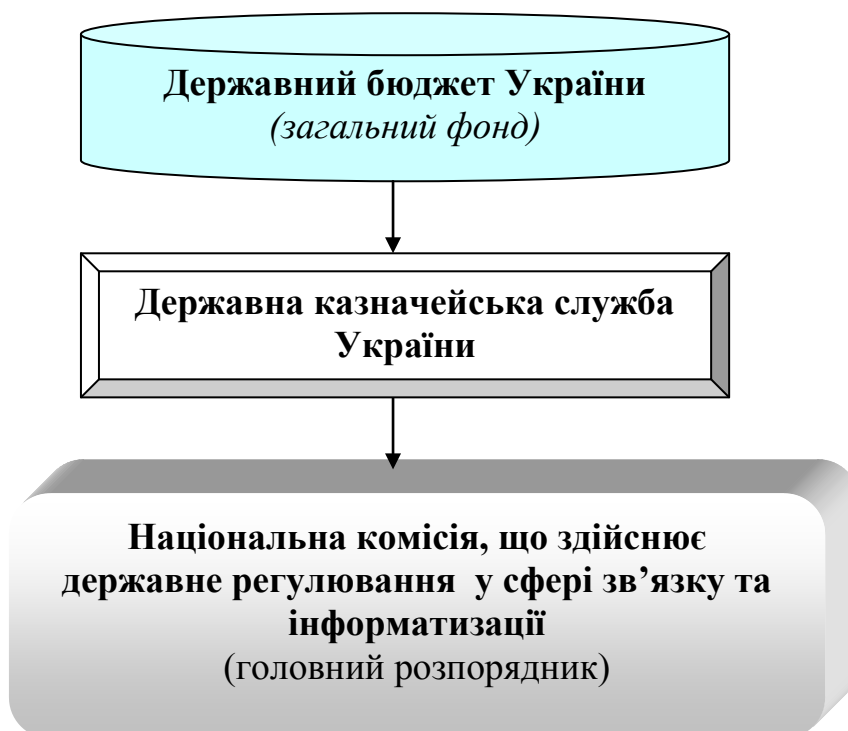 Державний бюджет України
(загальний фонд)
Державна казначейська служба
України
Національна комісія, що здійснює
державне регулювання у сфері зв’язку та
інформатизації
(головний розпорядник)